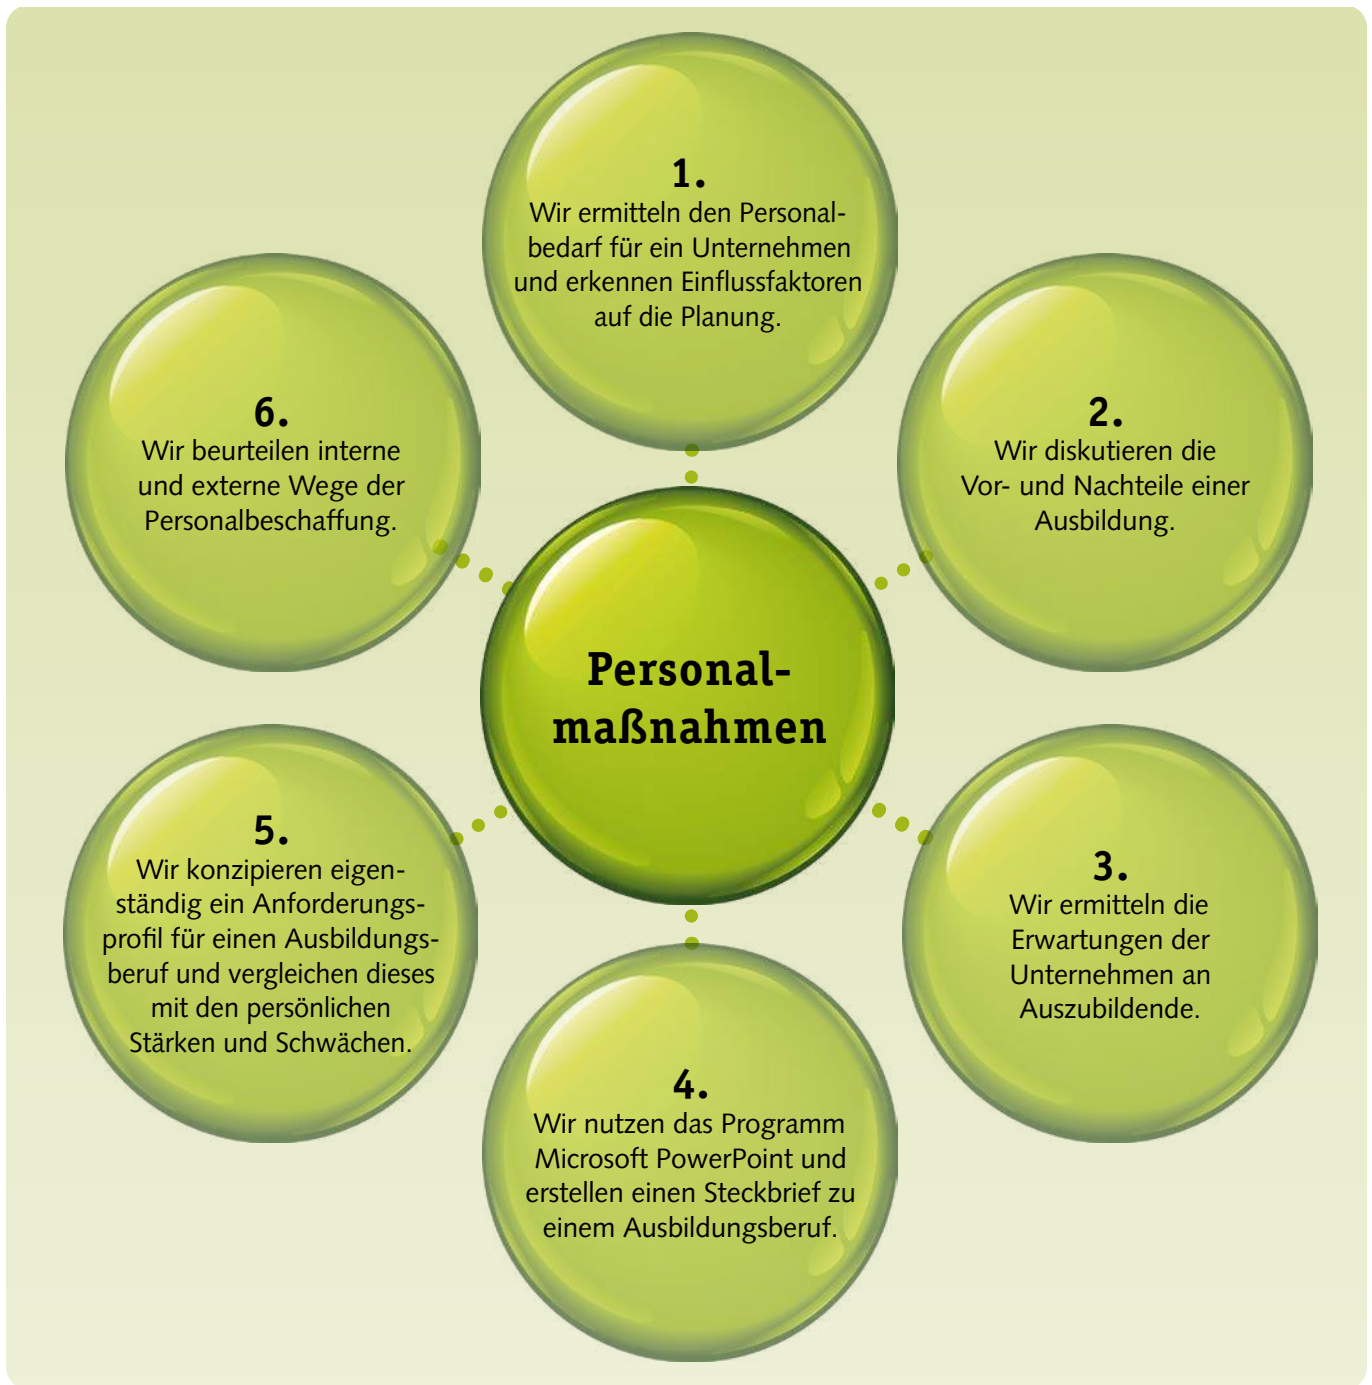 Personal-
maßnahmen
1.
Wir ermitteln den Personal-
bedarf für ein Unternehmen
und erkennen Einflussfaktoren
auf die Planung.
2.
Wir diskutieren die
Vor- und Nachteile einer
Ausbildung.
3.
Wir ermitteln die
Erwartungen der
Unternehmen an
Auszubildende.
4.
Wir nutzen das Programm
Microsoft PowerPoint und
erstellen einen Steckbrief zu
einem Ausbildungsberuf.
5.
Wir konzipieren eigen-
ständig ein Anforderungs-
profil für einen Ausbildungs-
beruf und vergleichen dieses
mit den persönlichen
Stärken und Schwächen.
6.
Wir beurteilen interne
und externe Wege der
Personalbeschaffung.